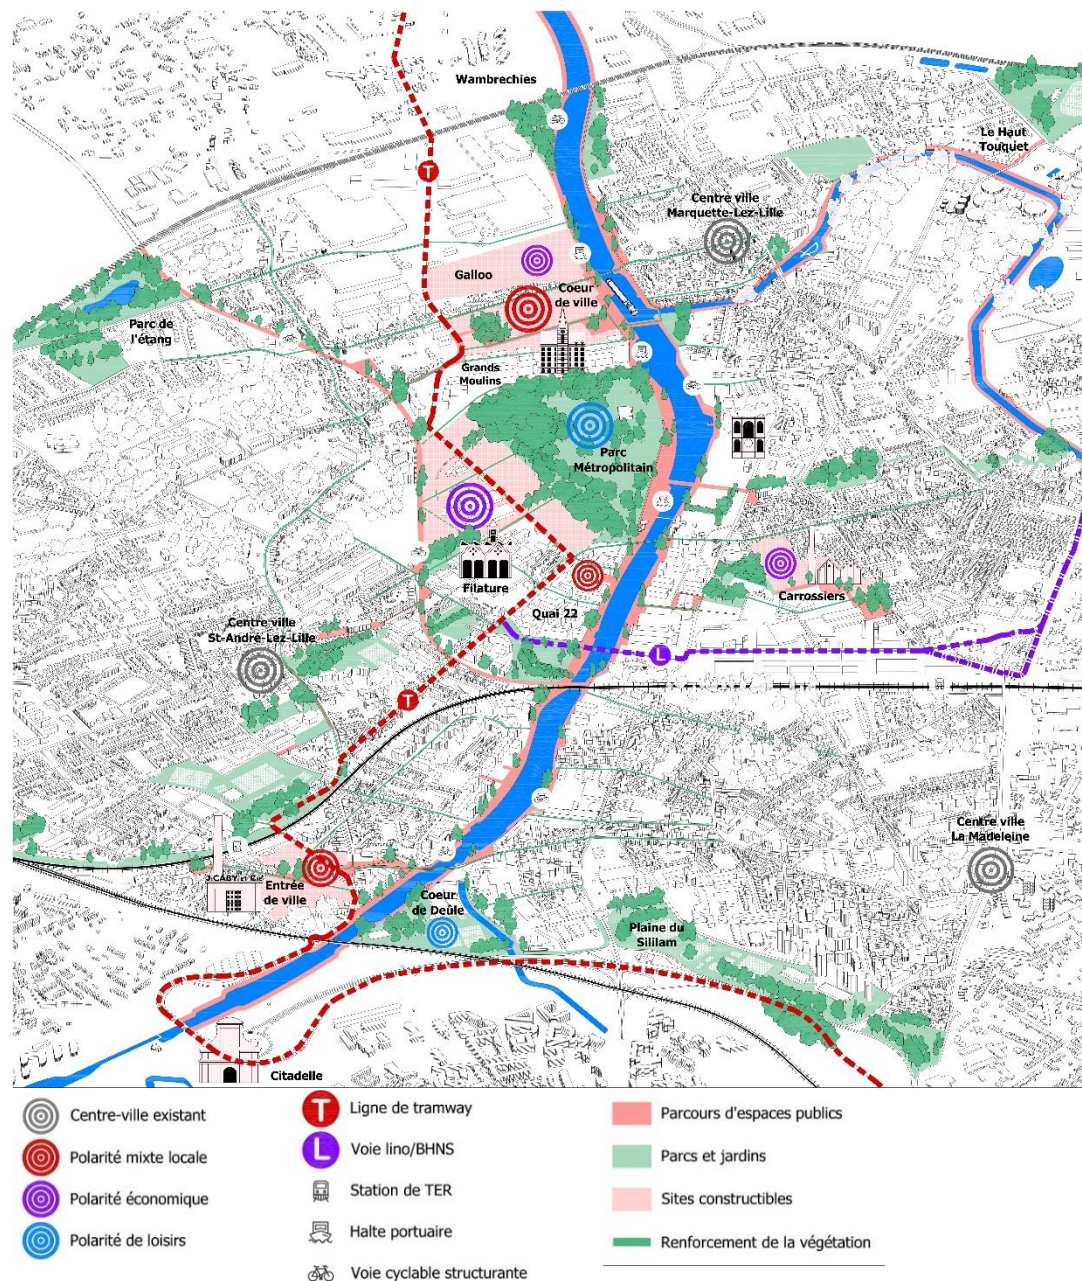 Wambrechies
Le Haut
Touquet
T
Centre ville
Marquette-Lez-Lille
Galloo
Coeur
de ville
Parc de
l'étang
Grands
Moulins
Parc
Métropolitain
Filature
Quai 22
Carrossiers
Centre ville
St-André-Lez-Lille
L
T
Centre ville
La Madeleine
J.CABY et Cie
Entrée
de ville
Coeur
de Deûle
Plaine du
Sililam
Citadelle
Centre-ville existant
Polarité mixte locale
Polarité économique
Polarité de loisirs
T Ligne de tramway
L Voie lino/BHNS
Station de TER
Halte portuaire
Voie cyclable structurante
Parcours d'espaces publics
Parcs et jardins
Sites constructibles
Renforcement de la végétation